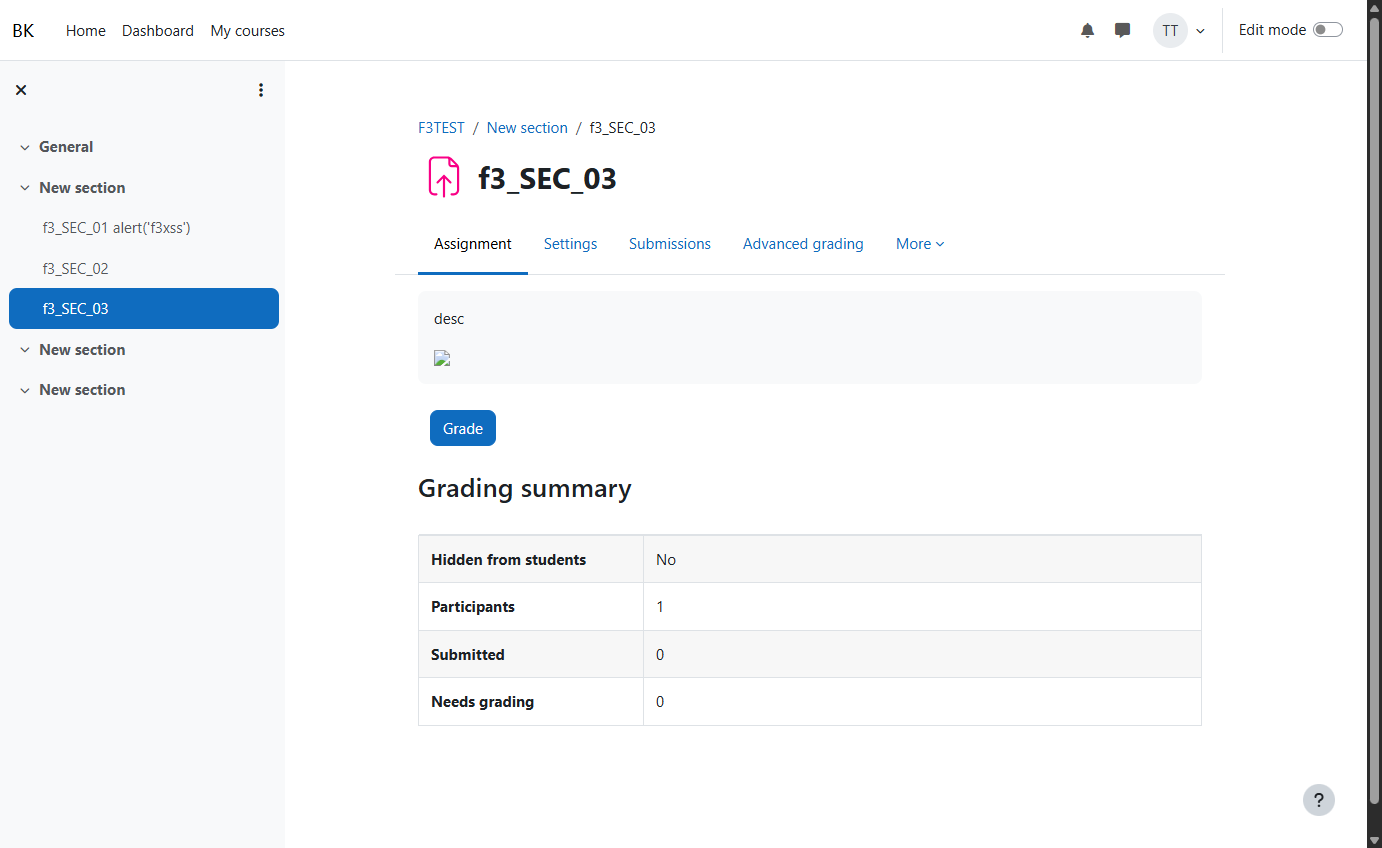 BK Home Dashboard My courses TT Edit mode
General
New section
f3_SEC_01 alert('f3xss')
f3_SEC_02
f3_SEC_03
New section
New section
F3TEST / New section / f3_SEC_03
f3_SEC_03
Assignment Settings Submissions Advanced grading More
desc
Grade
Grading summary
Hidden from students No
Participants 1
Submitted 0
Needs grading 0
?